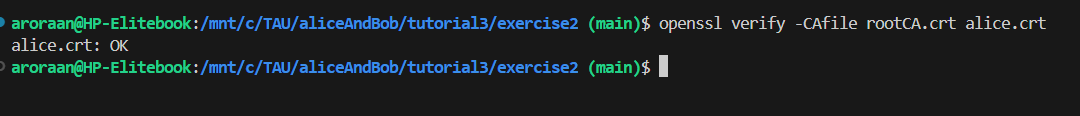 aroraan@HP-Elitebook:/mnt/c/TAU/aliceAndBob/tutorial3/exercise2 (main)$ openssl verify -CAfile rootCA.crt alice.crt
alice.crt: OK
aroraan@HP-Elitebook:/mnt/c/TAU/aliceAndBob/tutorial3/exercise2 (main)$